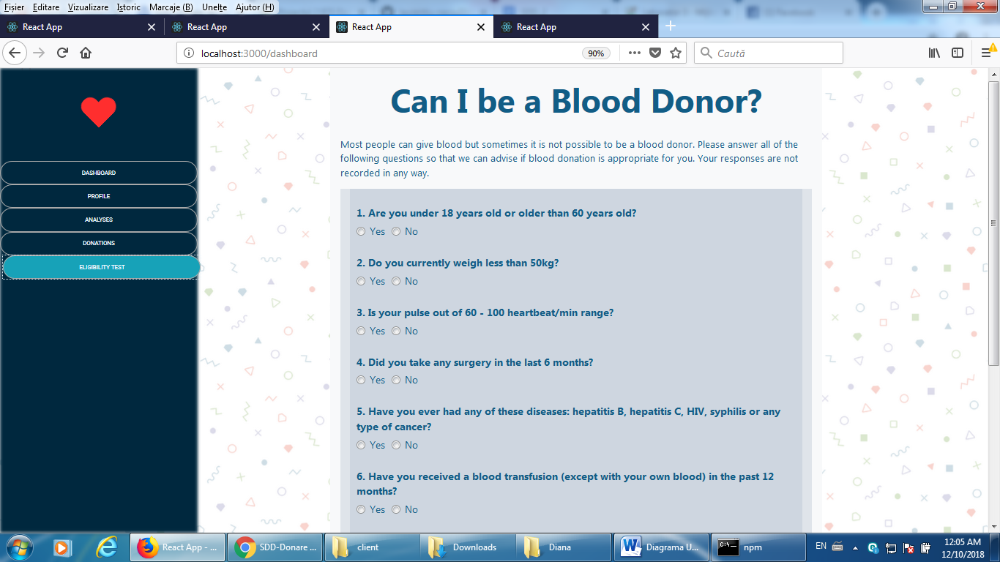 Fișier Editare Vizualizare Istoric Marcaje (B) Unelte Ajutor (H)
React App
React App
React App
React App
localhost:3000/dashboard
90%
Caută
DASHBOARD
PROFILE
ANALYSES
DONATIONS
ELIGIBILITY TEST
Can I be a Blood Donor?
Most people can give blood but sometimes it is not possible to be a blood donor. Please answer all of the
following questions so that we can advise if blood donation is appropriate for you. Your responses are not
recorded in any way.
1. Are you under 18 years old or older than 60 years old?
Yes No
2. Do you currently weigh less than 50kg?
Yes No
3. Is your pulse out of 60 - 100 heartbeat/min range?
Yes No
4. Did you take any surgery in the last 6 months?
Yes No
5. Have you ever had any of these diseases: hepatitis B, hepatitis C, HIV, syphilis or any
type of cancer?
Yes No
6. Have you received a blood transfusion (except with your own blood) in the past 12
months?
Yes No
React App - ...
SDD-Donare ...
client
Downloads
Diana
Diagrama U...
npm
EN
12:05 AM
12/10/2018